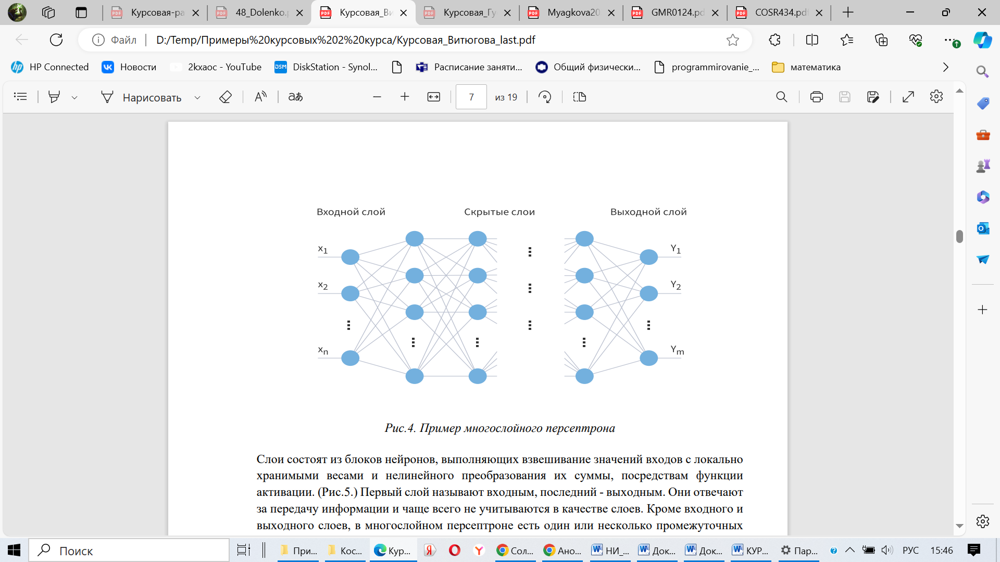 Курсовая-ра
48_Dolenko.
Курсовая_Ви
Курсовая_Гу
Myagkova20
GMR0124.pd
COSR434.pdf
Файл
D:/Temp/Примеры%20курсовых%202%20курса/Курсовая_Витюгова_last.pdf
HP Connected
Новости
2kxaoc - YouTube
DiskStation - Synol...
Расписание заняти...
Общий физически...
programmirovanie_...
математика
Нарисовать
аあ
7
из 19
Входной слой
Скрытые слои
Выходной слой
x1
x2
xn
Y1
Y2
Ym
Рис.4. Пример многослойного персептрона
Слои состоят из блоков нейронов, выполняющих взвешивание значений входов с локально
хранимыми весами и нелинейного преобразования их суммы, посредствам функции
активации. (Рис.5.) Первый слой называют входным, последний - выходным. Они отвечают
за передачу информации и чаще всего не учитываются в качестве слоев. Кроме входного и
выходного слоев, в многослойном персептроне есть один или несколько промежуточных
Поиск
При...
Кос...
Кур...
Сол...
Ано...
НИ_...
Док...
Док...
КУР...
Пар...
РУС
15:46